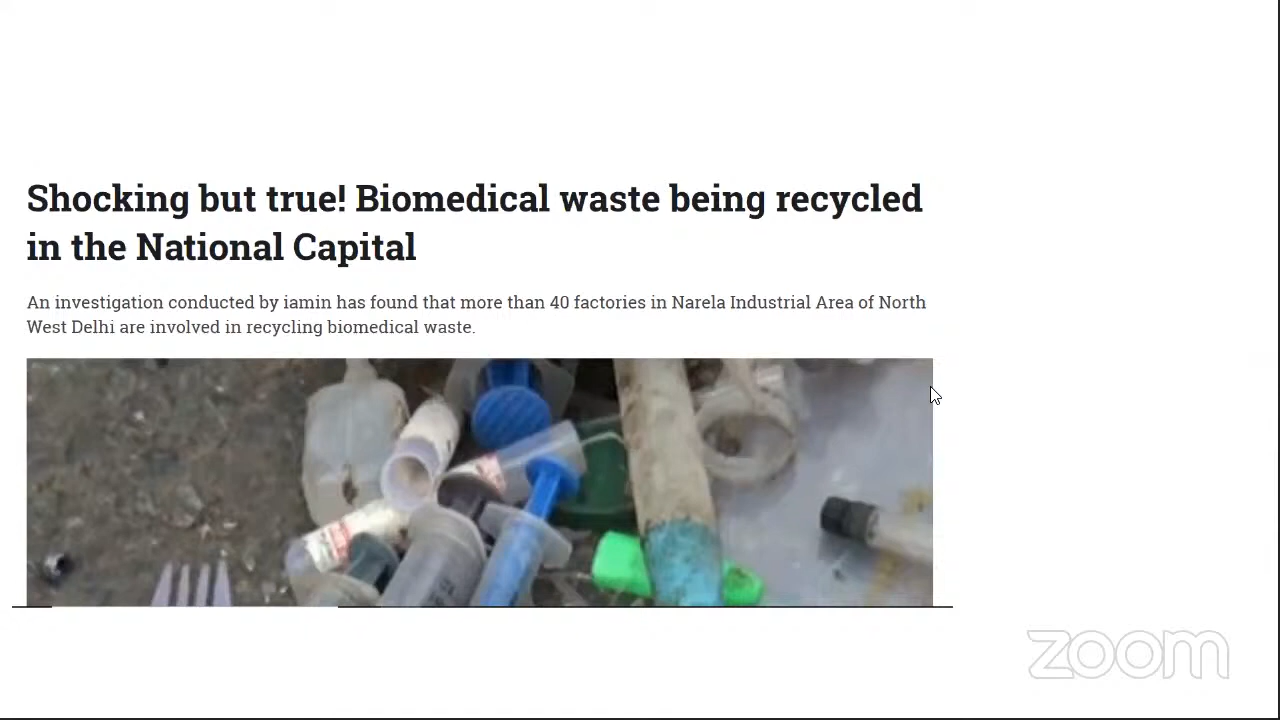 Shocking but true! Biomedical waste being recycled
in the National Capital
An investigation conducted by iamin has found that more than 40 factories in Narela Industrial Area of North
West Delhi are involved in recycling biomedical waste.
zoom